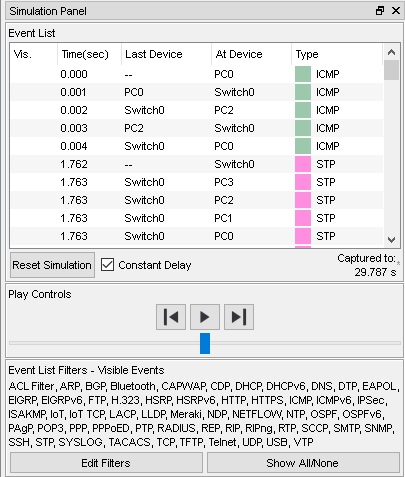 Simulation Panel
Event List
Vis. Time(sec) Last Device At Device Type
0.000 -- PC0 ICMP
0.001 PC0 Switch0 ICMP
0.002 Switch0 PC2 ICMP
0.003 PC2 Switch0 ICMP
0.004 Switch0 PC0 ICMP
1.762 -- Switch0 STP
1.763 Switch0 PC3 STP
1.763 Switch0 PC2 STP
1.763 Switch0 PC1 STP
1.763 Switch0 PC0 STP
Reset Simulation Constant Delay Captured to:
29.787 s
Play Controls
Event List Filters - Visible Events
ACL Filter, ARP, BGP, Bluetooth, CAPWAP, CDP, DHCP, DHCPv6, DNS, DTP, EAPOL,
EIGRP, EIGRPv6, FTP, H.323, HSRP, HSRPv6, HTTP, HTTPS, ICMP, ICMPv6, IPSec,
ISAKMP, IoT, IoT TCP, LACP, LLDP, Meraki, NDP, NETFLOW, NTP, OSPF, OSPFv6,
PAgP, POP3, PPP, PPPoED, PTP, RADIUS, REP, RIP, RIPng, RTP, SCCP, SMTP, SNMP,
SSH, STP, SYSLOG, TACACS, TCP, TFTP, Telnet, UDP, USB, VTP
Edit Filters Show All/None